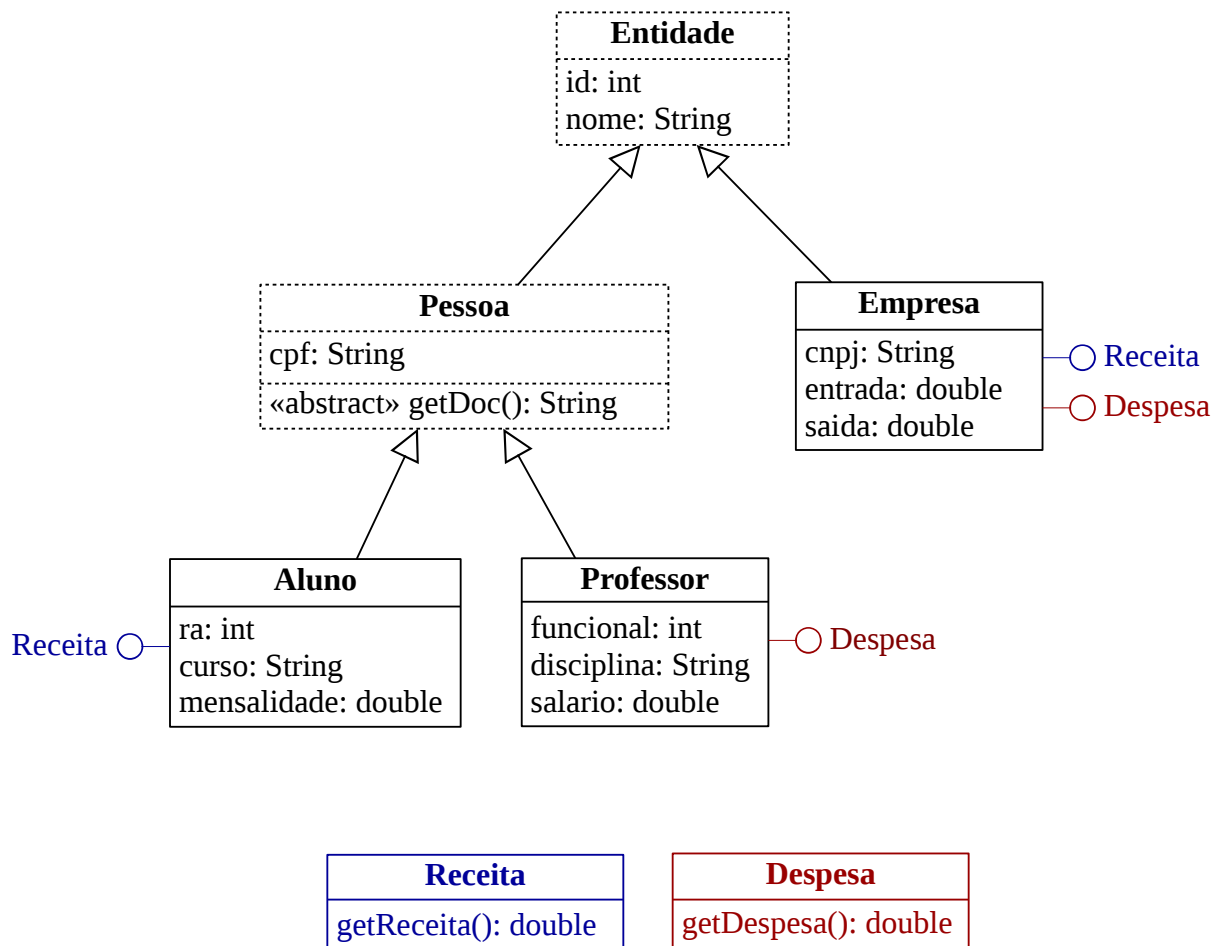 Entidade
id: int
nome: String
Pessoa
cpf: String
«abstract» getDoc(): String
Empresa
cnpj: String
entrada: double
saida: double
Receita
Despesa
Aluno
ra: int
curso: String
mensalidade: double
Receita
Professor
funcional: int
disciplina: String
salario: double
Despesa
Receita
getReceita(): double
Despesa
getDespesa(): double